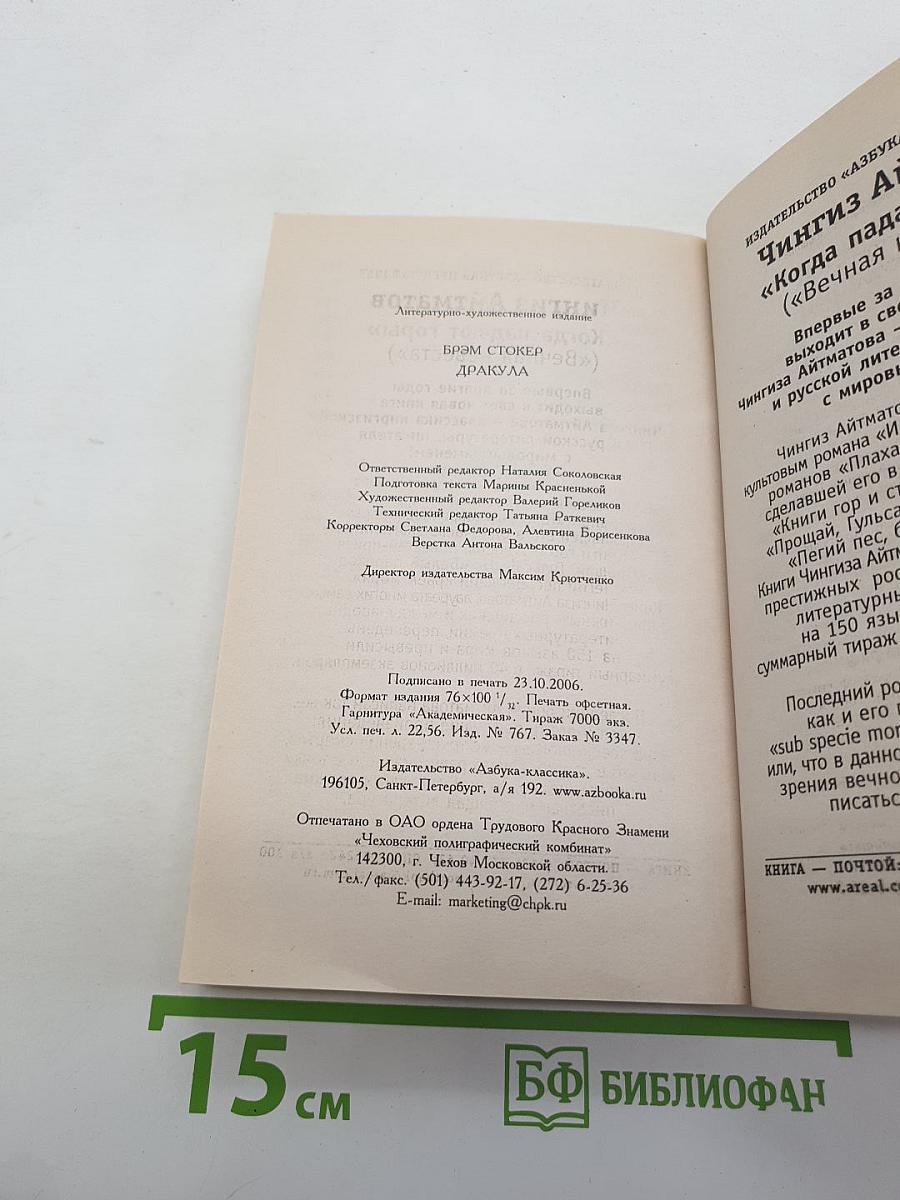 Литературно-художественное издание
БРЭМ СТОКЕР
ДРАКУЛА
Ответственный редактор Наталия Соколовская
Подготовка текста Марины Красненькой
Художественный редактор Валерий Гореликов
Технический редактор Татьяна Раткевич
Корректоры Светлана Федорова, Алевтина Борисенкова
Верстка Антона Вальского
Директор издательства Максим Крютченко
Подписано в печать 23.10.2006.
Формат издания 76×100 1/32. Печать офсетная.
Гарнитура «Академическая». Тираж 7000 экз.
Усл. печ. л. 22,56. Изд. № 767. Заказ № 3347.
Издательство «Азбука-классика».
196105, Санкт-Петербург, а/я 192. www.azbooka.ru
Отпечатано в ОАО ордена Трудового Красного Знамени
«Чеховский полиграфический комбинат»
142300, г. Чехов Московской области.
Тел./факс. (501) 443-92-17, (272) 6-25-36
E-mail: marketing@chpk.ru
ИЗДАТЕЛЬСТВО «АЗБУКА
Чингиз Ай
«Когда пада
(«Вечная
Впервые за
выходит в све
Чингиза Айтматова –
и русской лите
с мировы
Чингиз Айтмато
культовым романа «И
романов «Плаха
сделавшей его в
«Книги гор и ст
«Прощай, Гульса
«Пегий пес, б
Книги Чингиза Айтм
престижных рос
литературны
на 150 язы
суммарный тираж
Последний ро
как и его
«sub specie mor
или, что в данно
зрения вечно
писатьс
КНИГА — ПОЧТОЙ:
www.areal.co
15 см
БФ БИБЛИОФАН